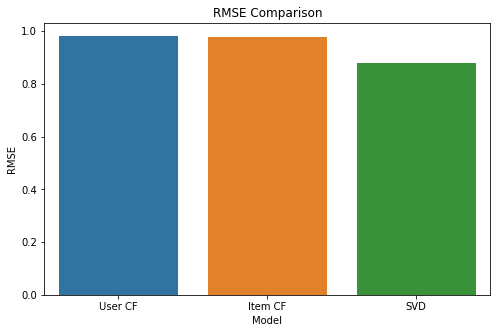 RMSE Comparison
RMSE
1.0
0.8
0.6
0.4
0.2
0.0
User CF
Item CF
SVD
Model